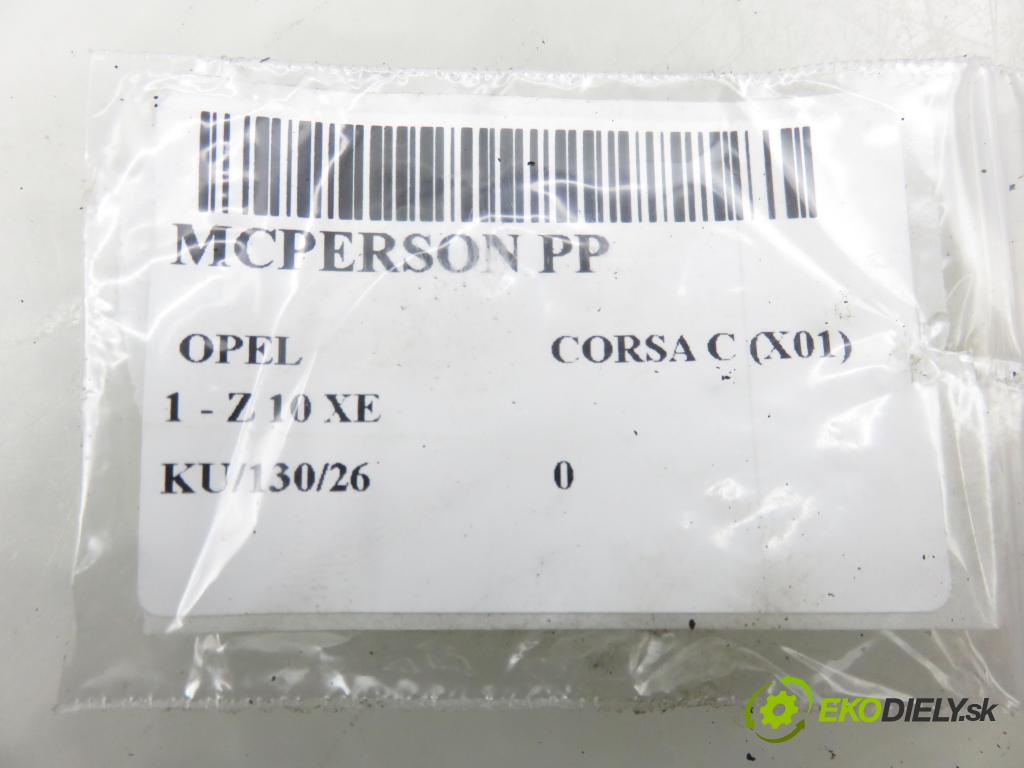 MCPERSON PP
OPEL CORSA C (X01)
1 - Z 10 XE
KU/130/26 0
EKODIELY.sk